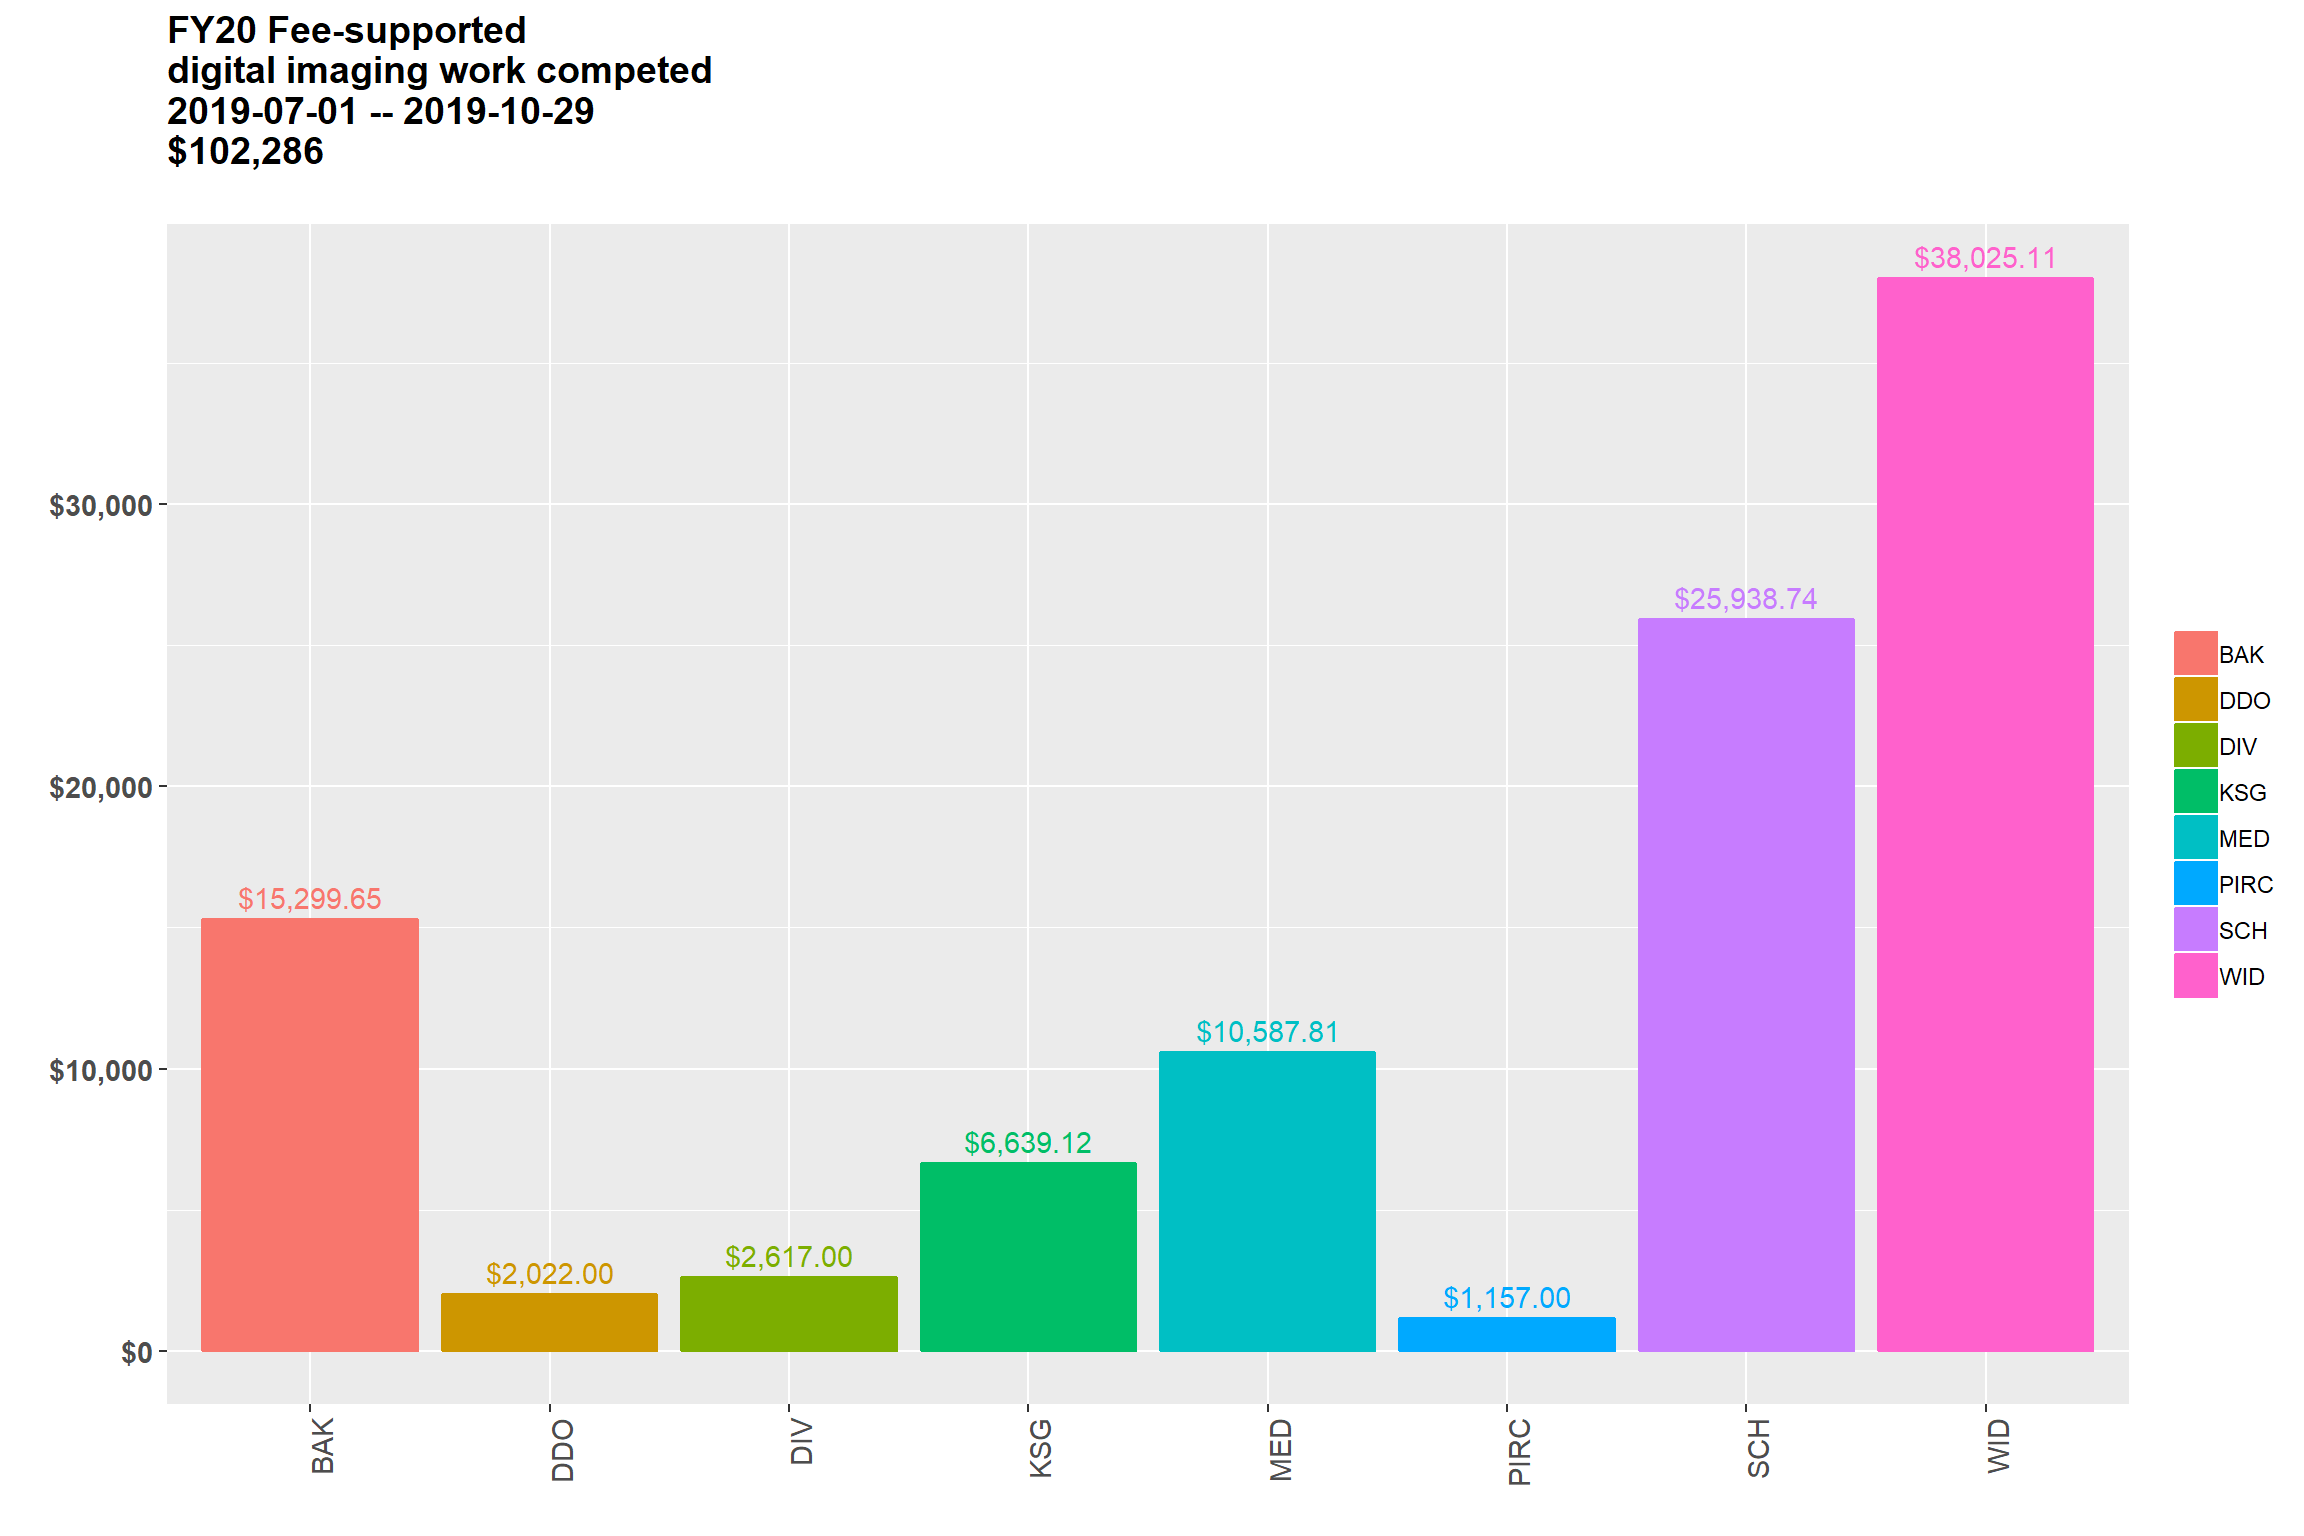 FY20 Fee-supported
digital imaging work competed
2019-07-01 -- 2019-10-29
$102,286
$38,025.11
$30,000
$25,938.74
$20,000
$15,299.65
$10,587.81
$10,000
$6,639.12
$2,617.00
$2,022.00
$1,157.00
$0
BAK
DDO
DIV
KSG
MED
PIRC
SCH
WID
BAK
DDO
DIV
KSG
MED
PIRC
SCH
WID